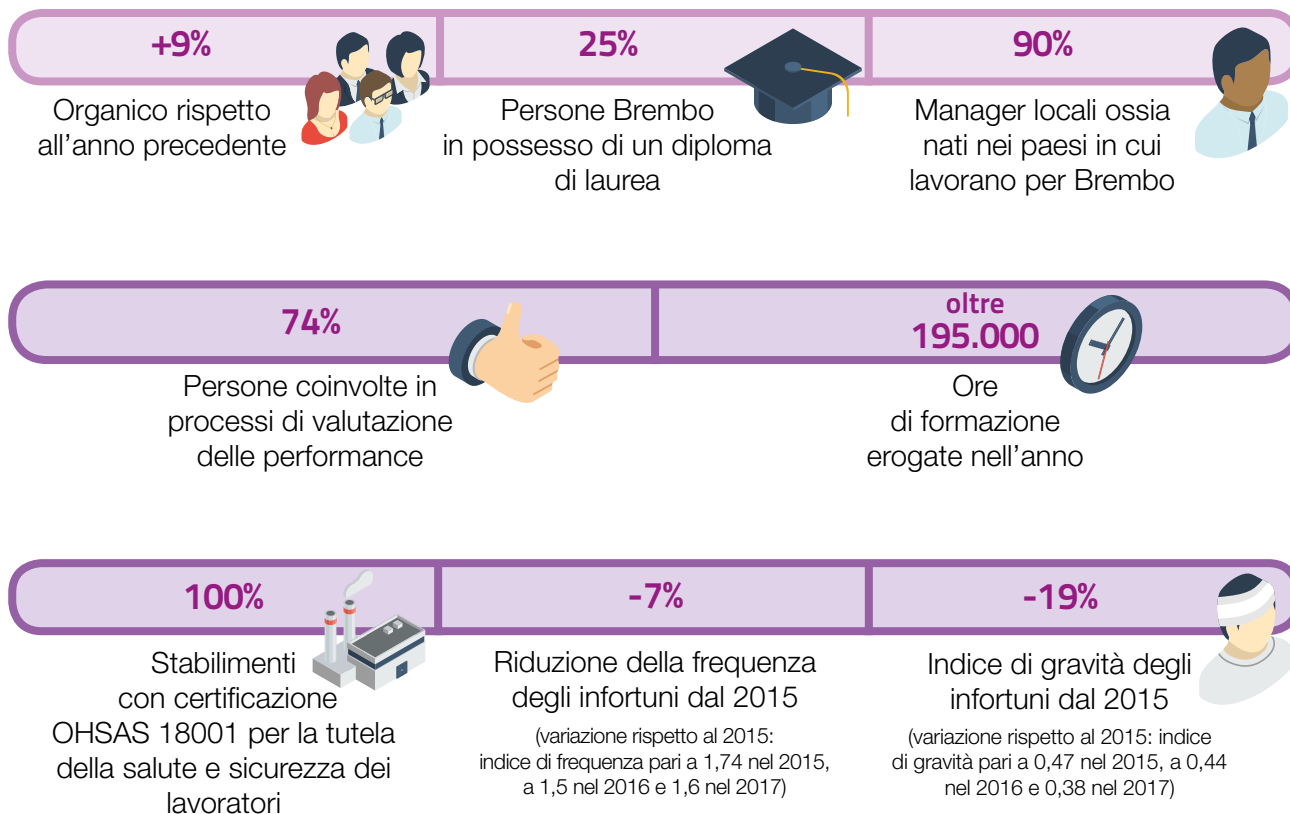 +9%
Organico rispetto
all'anno precedente
25%
Persone Brembo
in possesso di un diploma
di laurea
90%
Manager locali ossia
nati nei paesi in cui
lavorano per Brembo
74%
Persone coinvolte in
processi di valutazione
delle performance
oltre
195.000
Ore
di formazione
erogate nell'anno
100%
Stabilimenti
con certificazione
OHSAS 18001 per la tutela
della salute e sicurezza dei
lavoratori
-7%
Riduzione della frequenza
degli infortuni dal 2015
(variazione rispetto al 2015:
indice di frequenza pari a 1,74 nel 2015,
a 1,5 nel 2016 e 1,6 nel 2017)
-19%
Indice di gravità degli
infortuni dal 2015
(variazione rispetto al 2015: indice
di gravità pari a 0,47 nel 2015, a 0,44
nel 2016 e 0,38 nel 2017)